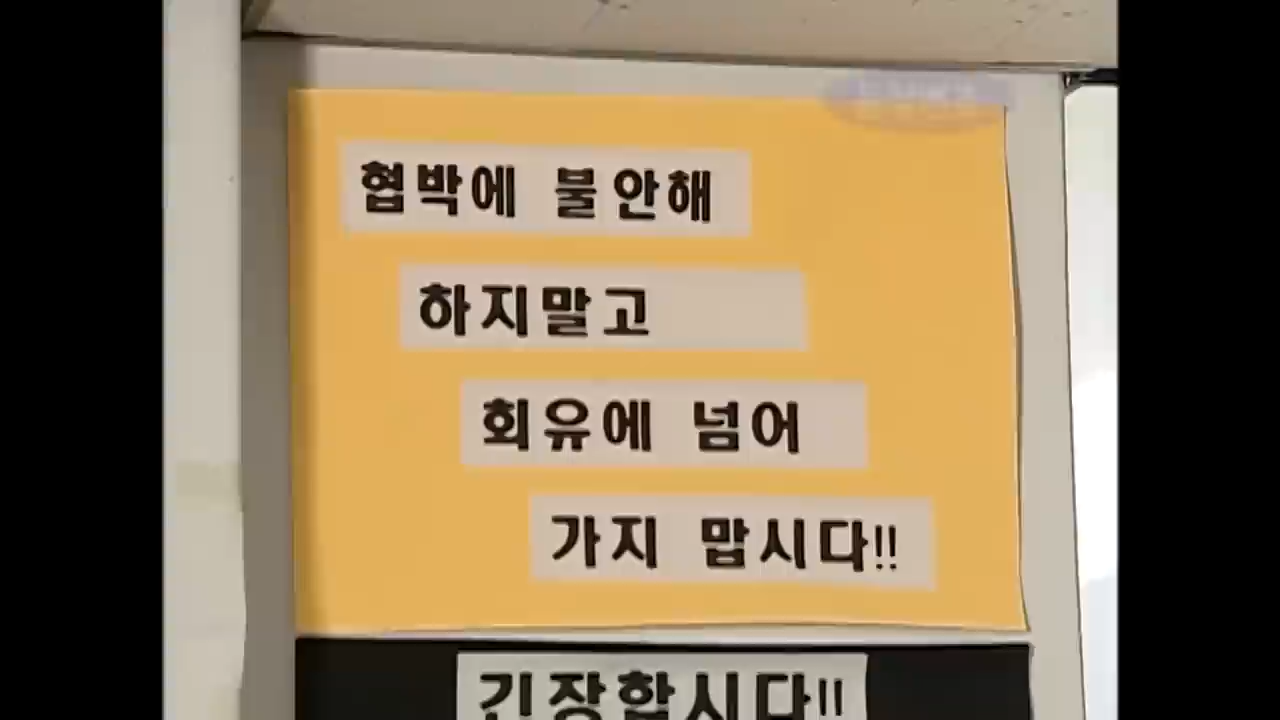 협박에 불안해
하지말고
회유에 넘어
가지 맙시다!!
긴장합시다!!